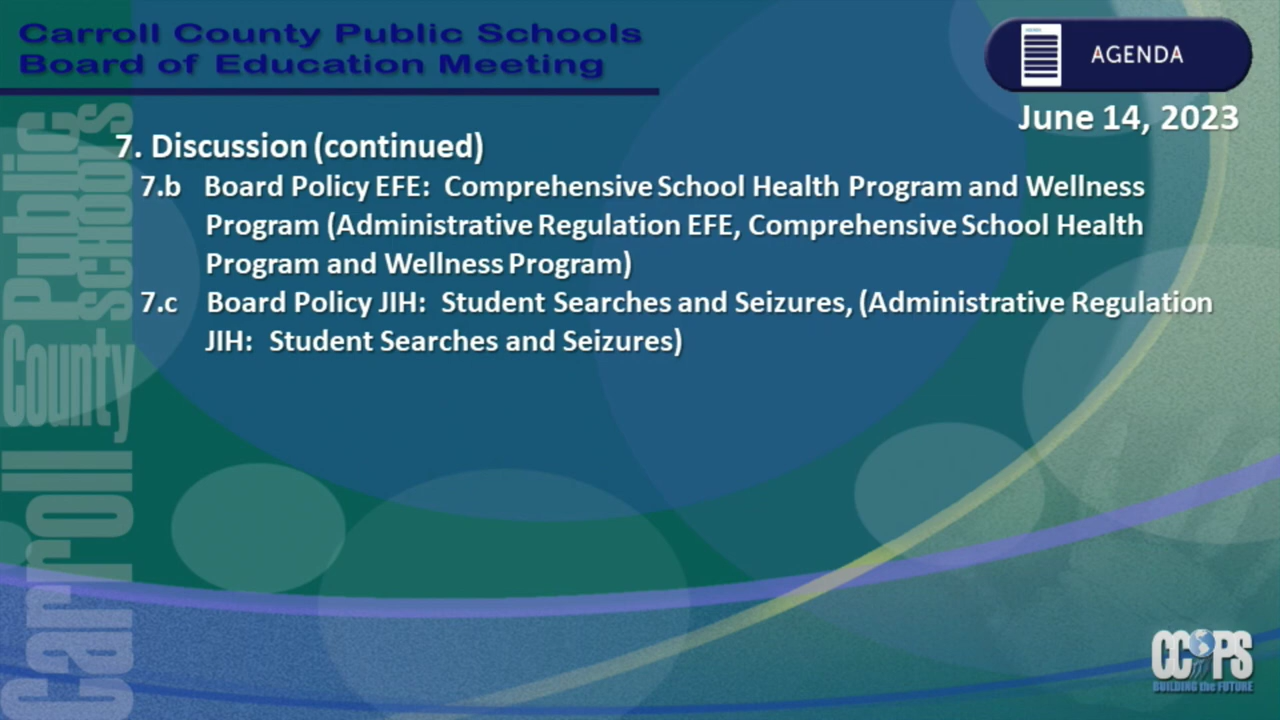 Carroll County Public Schools
Board of Education Meeting
AGENDA
June 14, 2023
7. Discussion (continued)
7.b Board Policy EFE: Comprehensive School Health Program and Wellness
Program (Administrative Regulation EFE, Comprehensive School Health
Program and Wellness Program)
7.c Board Policy JIH: Student Searches and Seizures, (Administrative Regulation
JIH: Student Searches and Seizures)
Carroll County Public Schools
CCPS
BUILDING the FUTURE